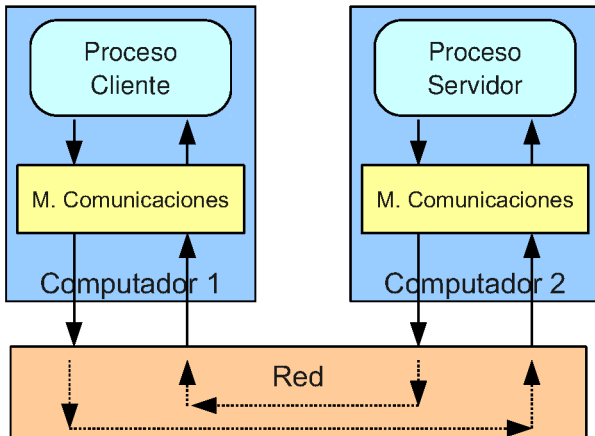 Proceso
Cliente
Proceso
Servidor
M. Comunicaciones
M. Comunicaciones
Computador 1
Computador 2
Red